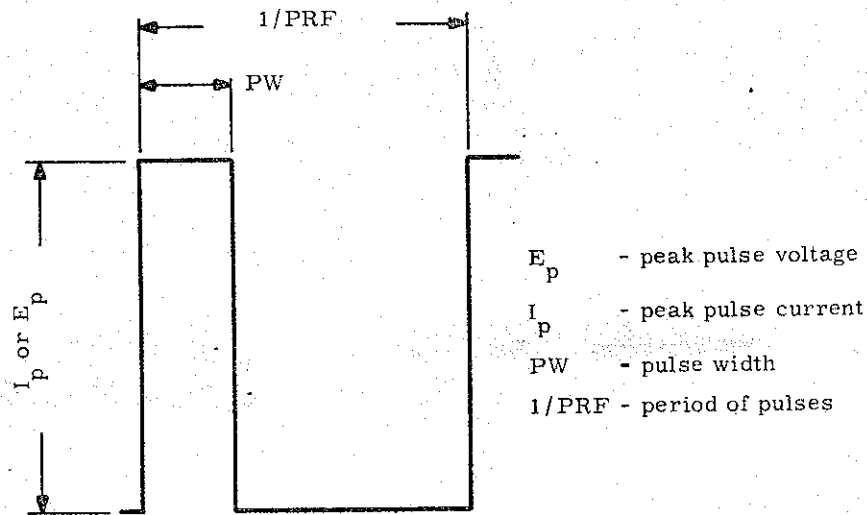 1/PRF
PW
I_p or E_p
E_p - peak pulse voltage
I_p - peak pulse current
PW - pulse width
1/PRF - period of pulses